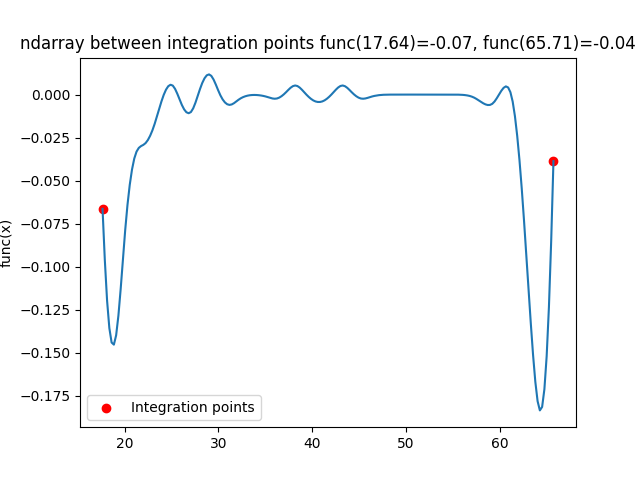 ndarray between integration points func(17.64)=-0.07, func(65.71)=-0.04
0.000
−0.025
−0.050
−0.075
−0.100
−0.125
−0.150
−0.175
func(x)
Integration points
20 30 40 50 60